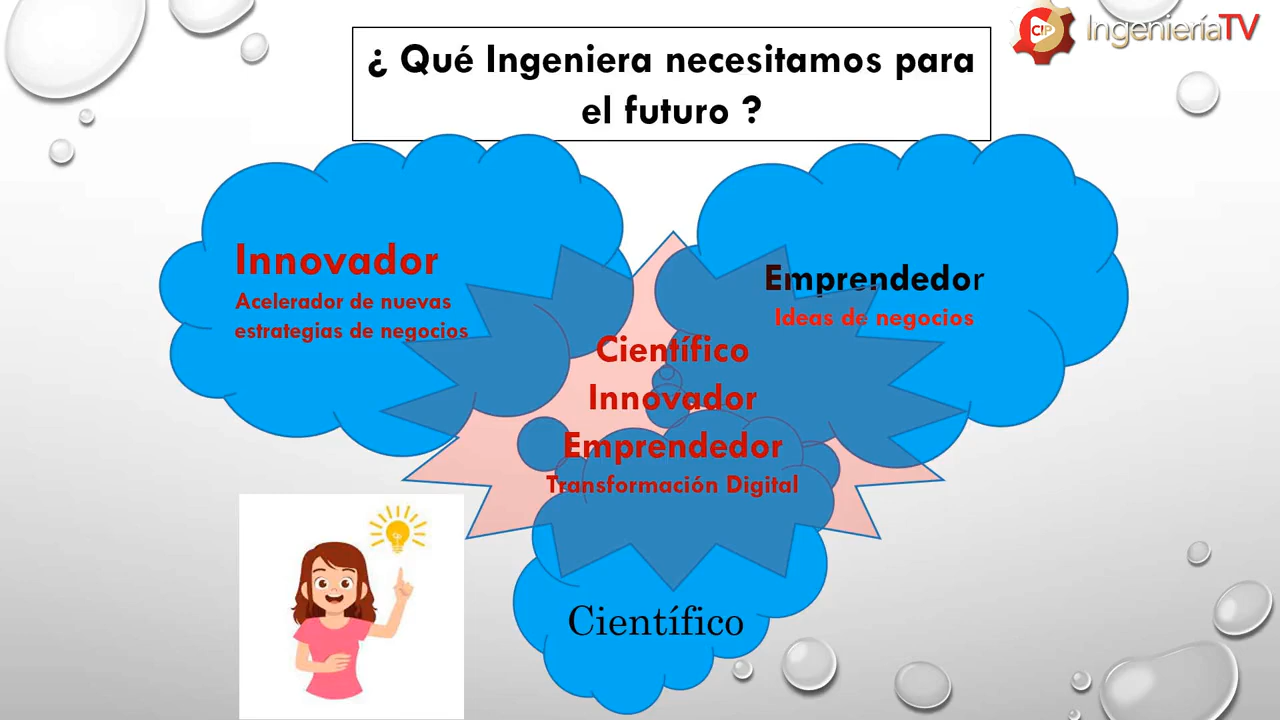 CIP IngenieríaTV
¿ Qué Ingeniera necesitamos para
el futuro ?
Innovador
Acelerador de nuevas
estrategias de negocios
Emprendedor
Ideas de negocios
Científico
Innovador
Emprendedor
Transformación Digital
Científico